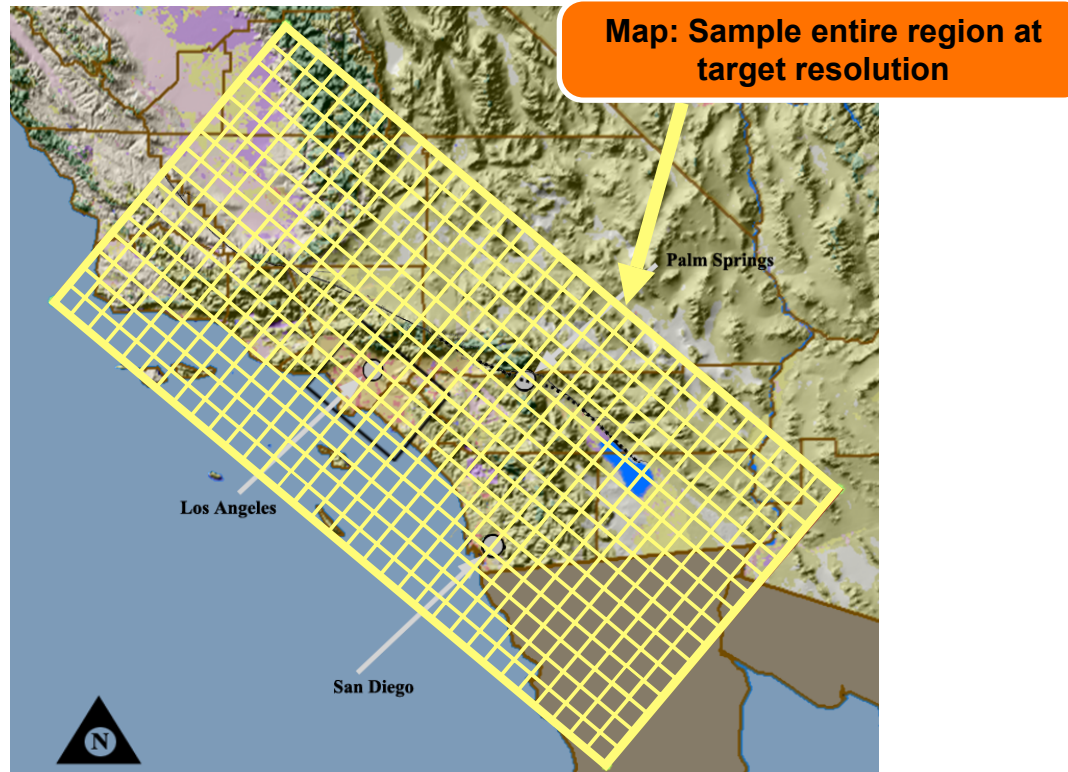 Map: Sample entire region at
target resolution
Palm Springs
Los Angeles
San Diego
N